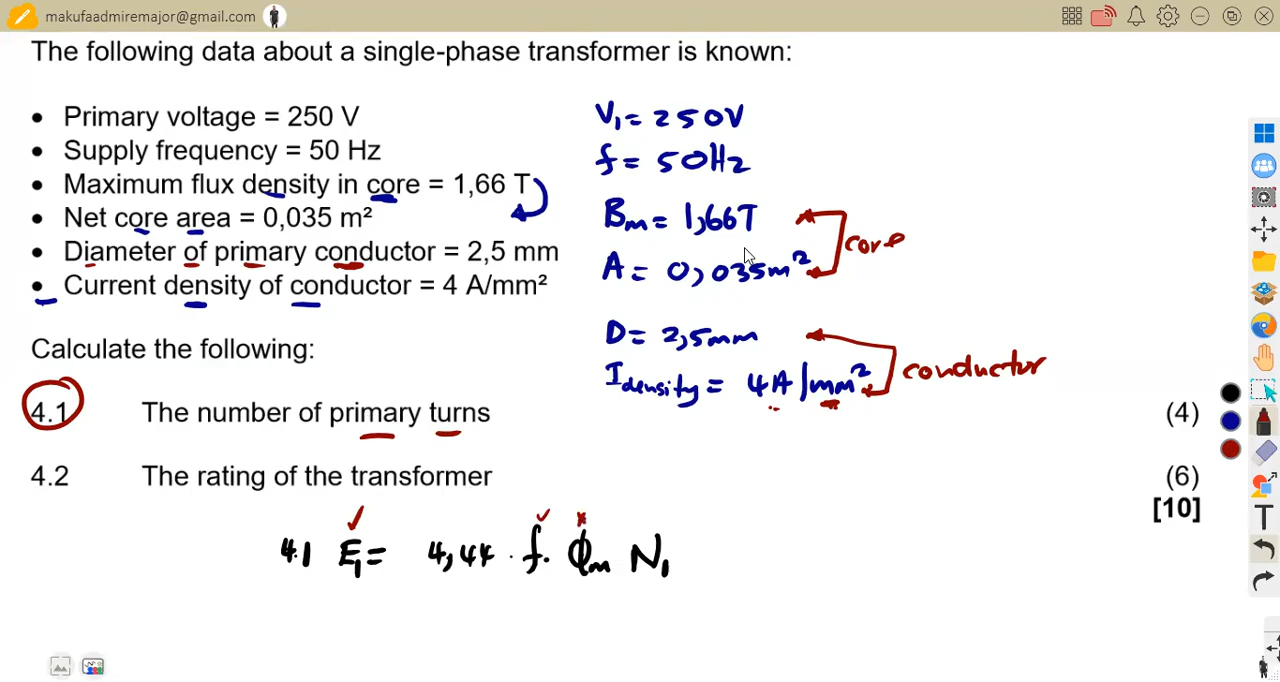 makufaadmiremajor@gmail.com
The following data about a single-phase transformer is known:
• Primary voltage = 250 V
• Supply frequency = 50 Hz
• Maximum flux density in core = 1,66 T
• Net core area = 0,035 m²
• Diameter of primary conductor = 2,5 mm
• Current density of conductor = 4 A/mm²
V₁ = 250V
f = 50Hz
Bm = 1,66T
A = 0,035m²
core
D = 2,5mm
Idensity = 4A/mm²
conductor
Calculate the following:
4.1 The number of primary turns (4)
4.2 The rating of the transformer (6)
[10]
4.1 E₁ = 4,44 . f. ϕm N₁
T